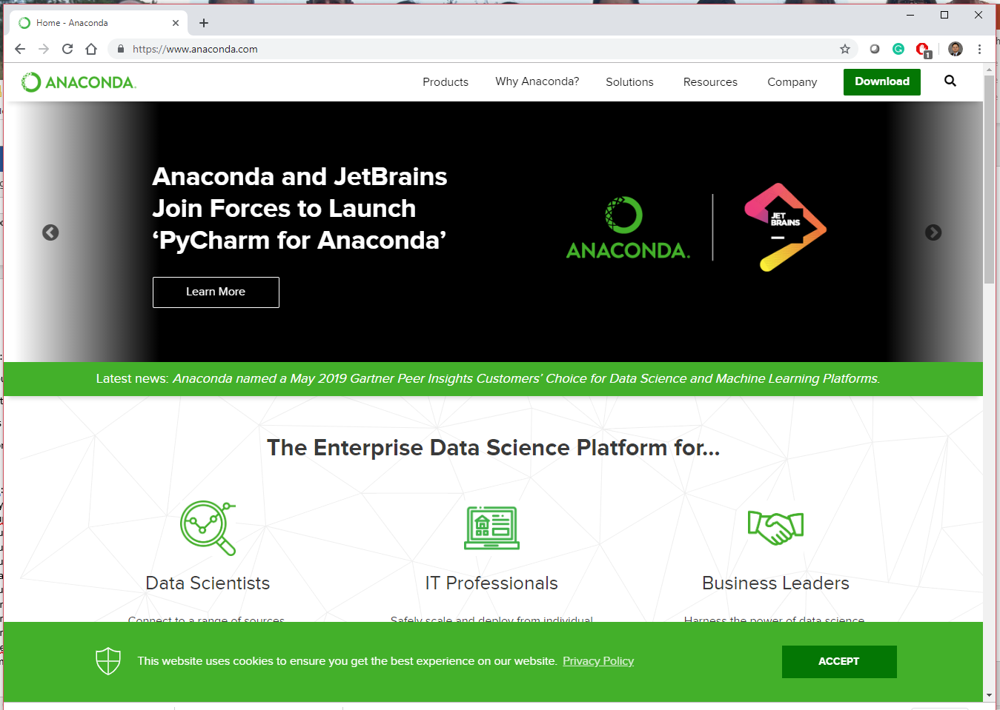 Home - Anaconda
https://www.anaconda.com
1
ANACONDA.
Products
Why Anaconda?
Solutions
Resources
Company
Download
Anaconda and JetBrains
Join Forces to Launch
‘PyCharm for Anaconda’
Learn More
ANACONDA.
JET
BRAINS
Latest news: Anaconda named a May 2019 Gartner Peer Insights Customers’ Choice for Data Science and Machine Learning Platforms.
The Enterprise Data Science Platform for...
Data Scientists
IT Professionals
Business Leaders
Connect to a range of sources
Safely scale and deploy from individual
Harness the power of data science
This website uses cookies to ensure you get the best experience on our website. Privacy Policy
ACCEPT